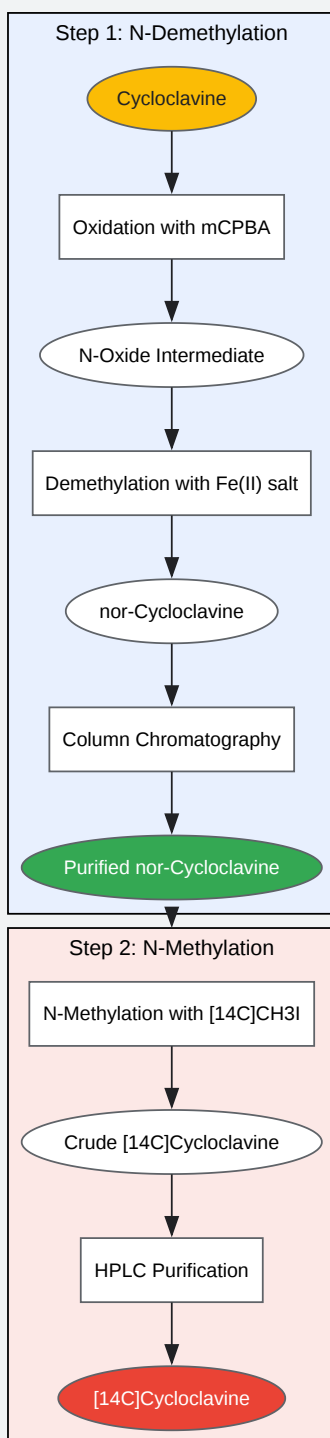 Step 1: N-Demethylation
Cycloclavine
Oxidation with mCPBA
N-Oxide Intermediate
Demethylation with Fe(II) salt
nor-Cycloclavine
Column Chromatography
Purified nor-Cycloclavine
Step 2: N-Methylation
N-Methylation with [14C]CH3I
Crude [14C]Cycloclavine
HPLC Purification
[14C]Cycloclavine